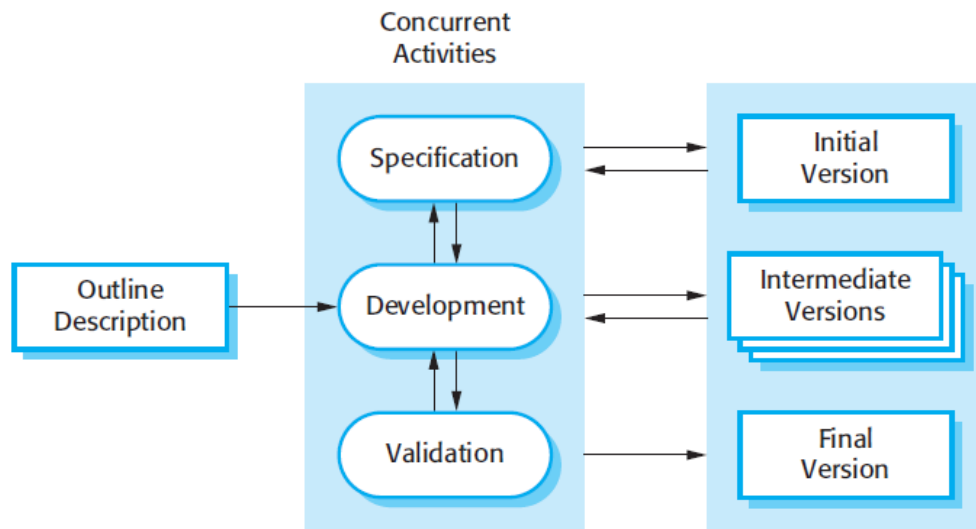 Concurrent
Activities
Specification
Initial
Version
Outline
Description
Development
Intermediate
Versions
Validation
Final
Version